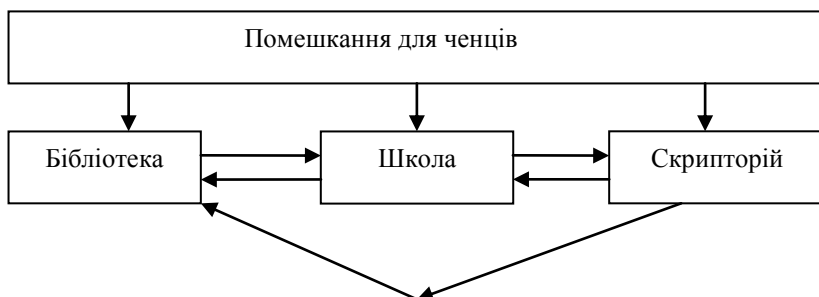 Помешкання для ченців
Бібліотека
Школа
Скрипторій